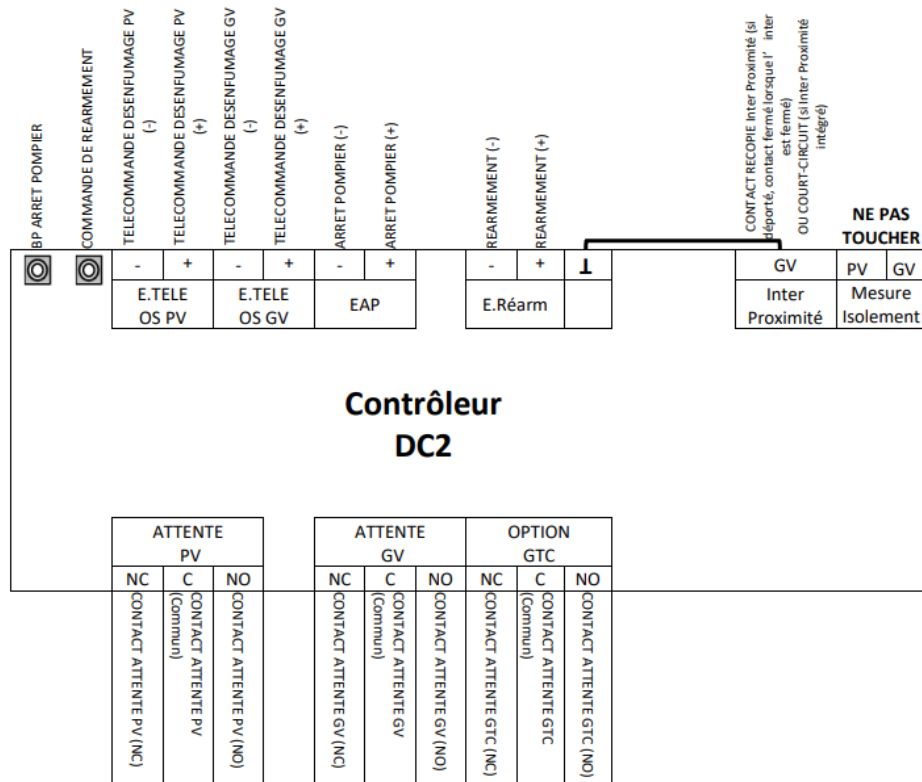 BP ARRET POMPIER
COMMANDE DE REARMEMENT
TELECOMMANDE DESENFUMAGE PV
(-)
TELECOMMANDE DESENFUMAGE PV
(+)
TELECOMMANDE DESENFUMAGE GV
(-)
TELECOMMANDE DESENFUMAGE GV
(+)
ARRET POMPIER (-)
ARRET POMPIER (+)
REARMEMENT (-)
REARMEMENT (+)
CONTACT RECOPIE Inter Proximité (si
déporté, contact fermé lorsque l' inter
est fermé)
OU COURT-CIRCUIT (si Inter Proximité
intégré)
NE PAS
TOUCHER
- + - + - + - + GV PV GV
E.TELE
OS PV
E.TELE
OS GV
EAP
E.Réarm
Inter
Proximité
Mesure
Isolement
Contrôleur
DC2
ATTENTE
PV
ATTENTE
GV
OPTION
GTC
NC C NO NC C NO NC C NO
CONTACT ATTENTE PV (NC)
CONTACT ATTENTE PV
(Commun)
CONTACT ATTENTE PV (NO)
CONTACT ATTENTE GV (NC)
CONTACT ATTENTE GV
(Commun)
CONTACT ATTENTE GV (NO)
CONTACT ATTENTE GTC (NC)
CONTACT ATTENTE GTC
(Commun)
CONTACT ATTENTE GTC (NO)